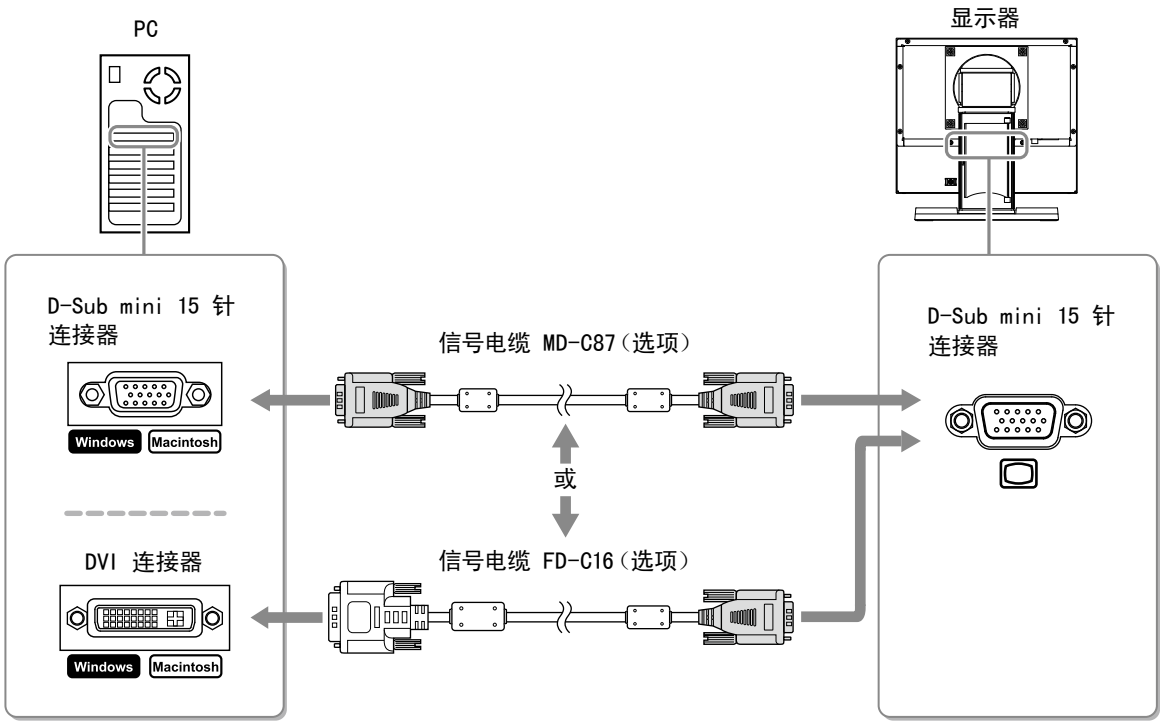 PC
显示器
D-Sub mini 15 针
连接器
Windows Macintosh
DVI 连接器
Windows Macintosh
信号电缆 MD-C87（选项）
或
信号电缆 FD-C16（选项）
D-Sub mini 15 针
连接器